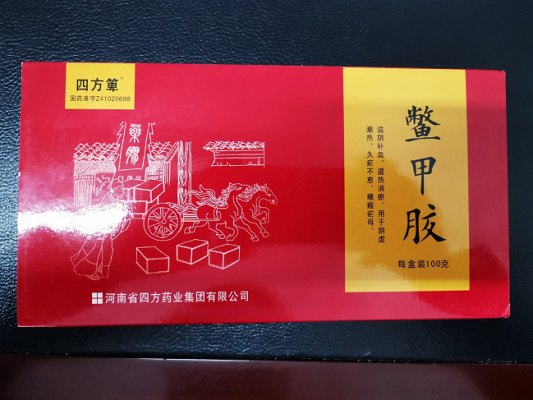 四方箪
国药准字Z41020699
鳖甲胶
滋阴补血，退热消瘀。用于阴虚
潮热，久疟不愈，癥瘕疟母。
每盒装100克
河南省四方药业集团有限公司